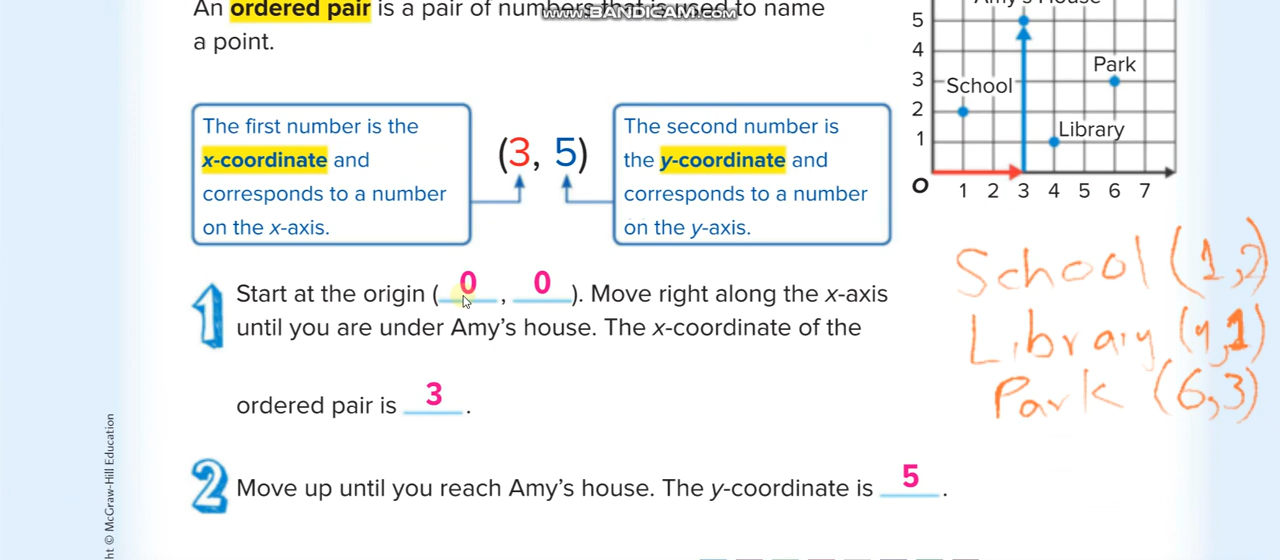 An ordered pair is a pair of numbers that is used to name
WWW.BANDICAM.COM
a point.
The first number is the
x-coordinate and
corresponds to a number
on the x-axis.
(3, 5)
The second number is
the y-coordinate and
corresponds to a number
on the y-axis.
Amy's House
5
4
3
2
1
School
Park
Library
O
1 2 3 4 5 6 7
School (1,2)
Library (4,1)
Park (6,3)
1 Start at the origin ( 0 , 0 ). Move right along the x-axis
until you are under Amy's house. The x-coordinate of the
ordered pair is 3 .
2 Move up until you reach Amy's house. The y-coordinate is 5 .
ht © McGraw-Hill Education